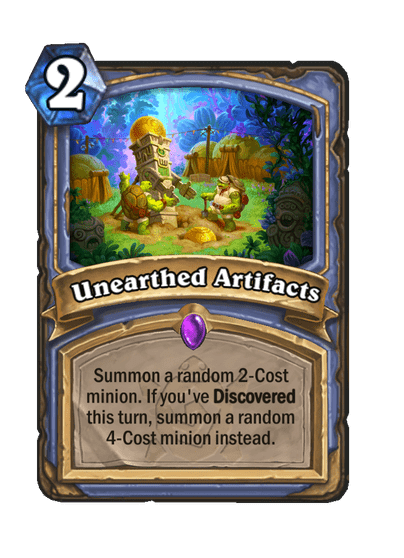 2
Unearthed Artifacts
Summon a random 2-Cost
minion. If you've Discovered
this turn, summon a random
4-Cost minion instead.